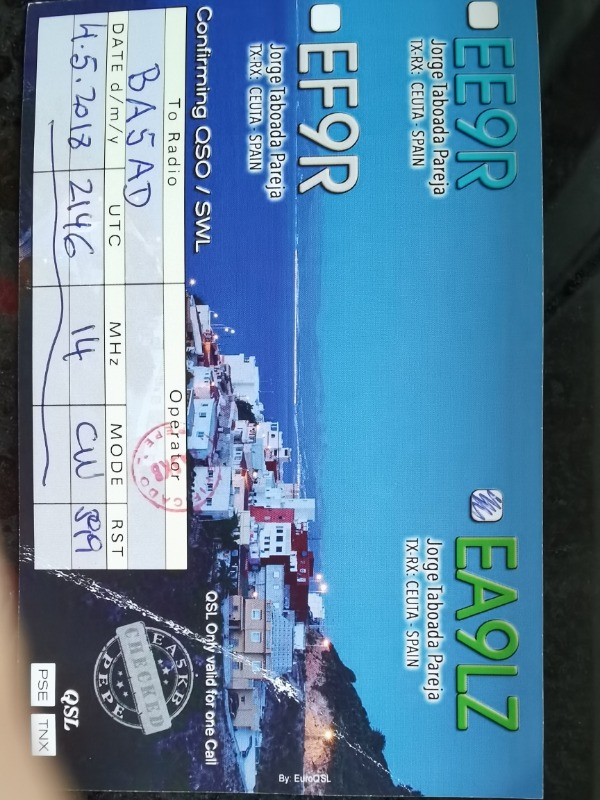 EE9R
Jorge Taboada Pareja
TX-RX: CEUTA - SPAIN
EA9LZ
Jorge Taboada Pareja
TX-RX: CEUTA - SPAIN
EF9R
Jorge Taboada Pareja
TX-RX: CEUTA - SPAIN
Confirming QSO / SWL
QSL Only valid for one Call
To Radio Operator
BA5AD
DATE d/m/y UTC MHz MODE RST
4.5.2018 2146 14 CW 599
EA5KB
CHECKED
PEPE
QSL
PSE TNX
By: EuroQSL